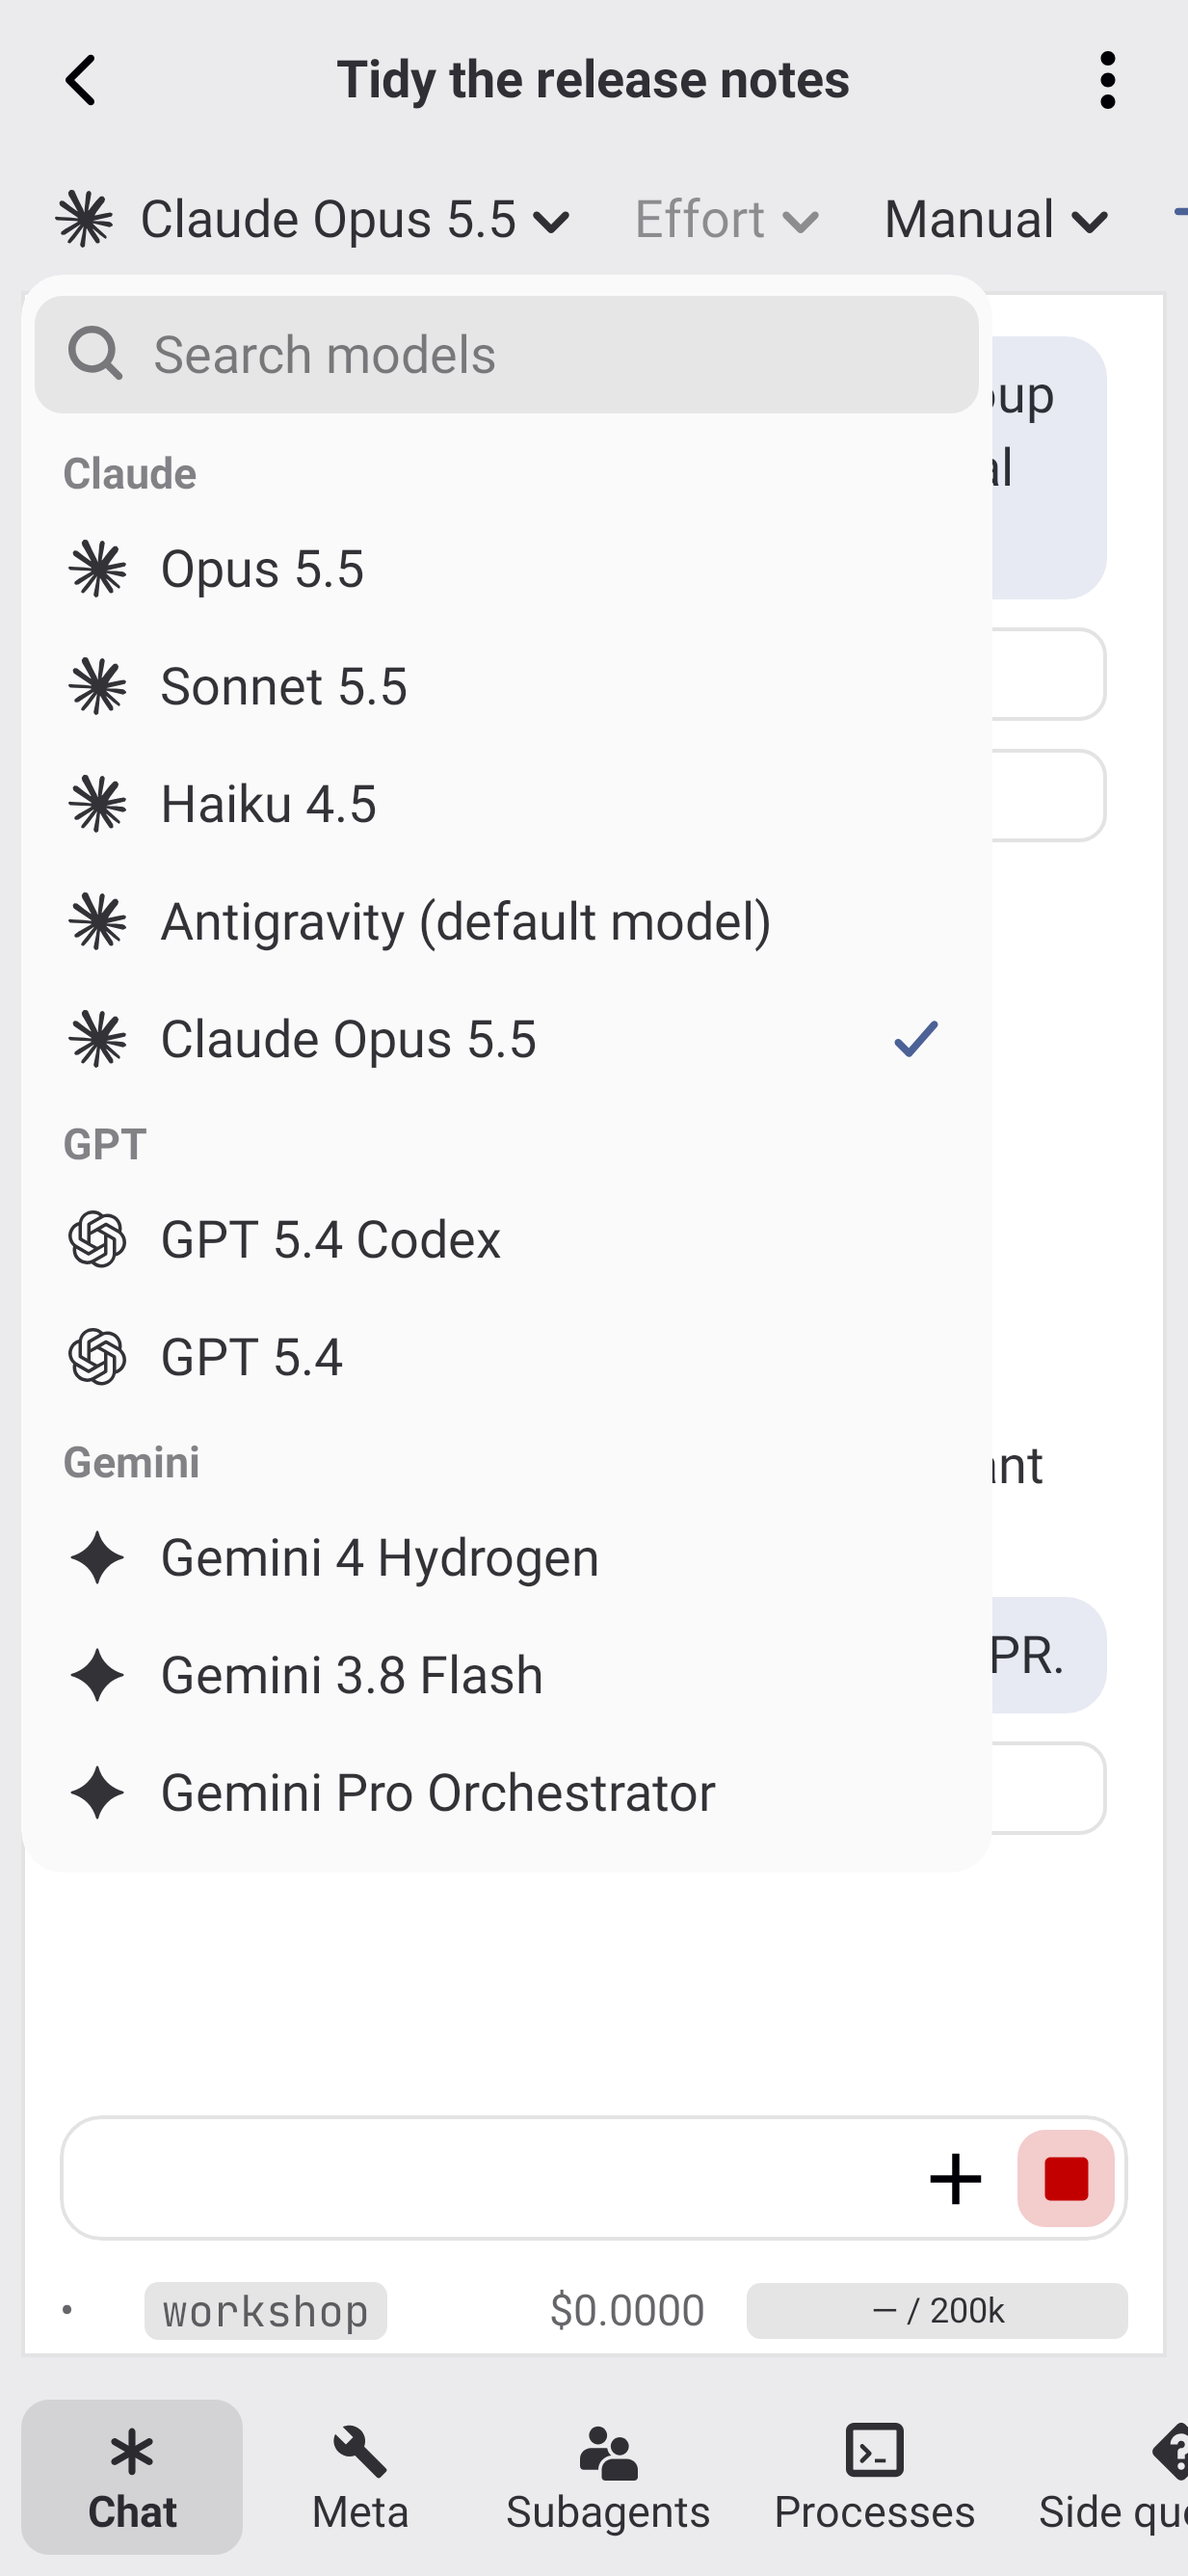 Tidy the release notes
Claude Opus 5.5 Effort Manual
Search models
Claude
Opus 5.5
Sonnet 5.5
Haiku 4.5
Antigravity (default model)
Claude Opus 5.5
GPT
GPT 5.4 Codex
GPT 5.4
Gemini
Gemini 4 Hydrogen
Gemini 3.8 Flash
Gemini Pro Orchestrator
PR.
workshop $0.0000 — / 200k
Chat Meta Subagents Processes Side